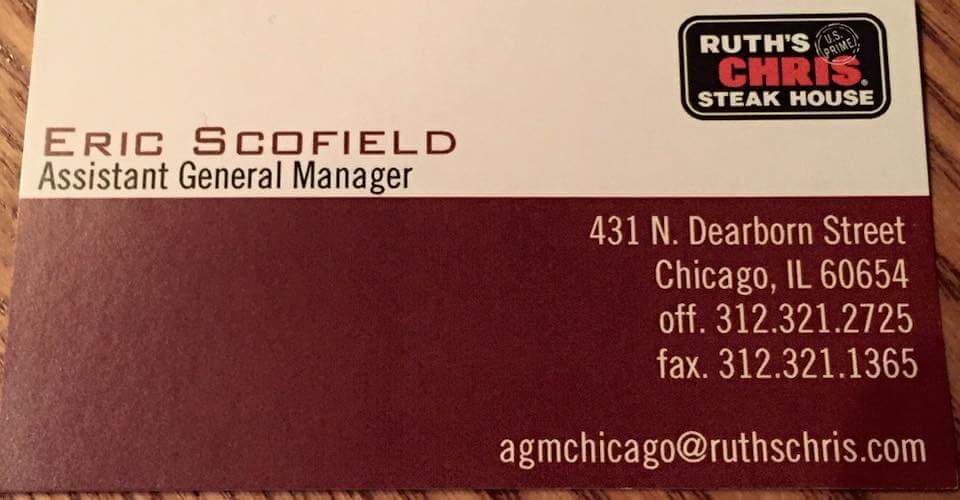 RUTH'S
U.S. PRIME
CHRIS®
STEAK HOUSE
ERIC SCOFIELD
Assistant General Manager
431 N. Dearborn Street
Chicago, IL 60654
off. 312.321.2725
fax. 312.321.1365
agmchicago@ruthschris.com